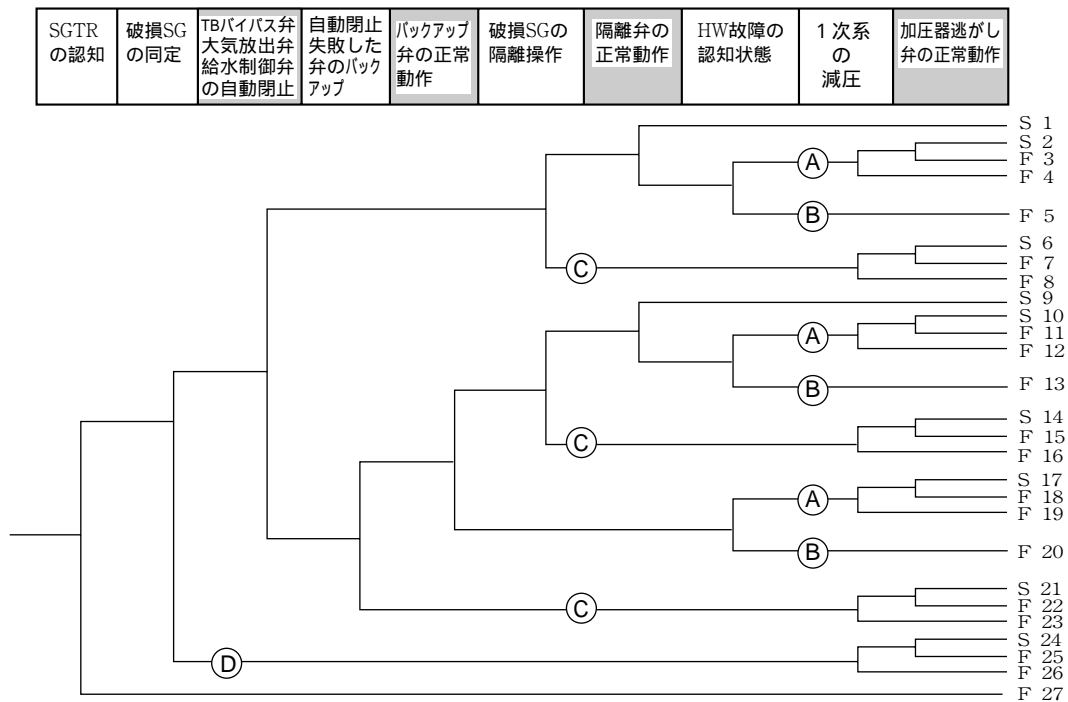 SGTR
の認知
破損SG
の同定
TBバイパス弁
大気放出弁
給水制御弁
の自動閉止
自動閉止
失敗した
弁のバック
アップ
バックアップ
弁の正常
動作
破損SGの
隔離操作
隔離弁の
正常動作
HW故障の
認知状態
1次系
の
減圧
加圧器逃がし
弁の正常動作
S 1
S 2
A
F 3
F 4
B
F 5
S 6
C
F 7
F 8
S 9
S 10
A
F 11
F 12
B
F 13
S 14
C
F 15
F 16
S 17
A
F 18
F 19
B
F 20
S 21
C
F 22
F 23
S 24
D
F 25
F 26
F 27